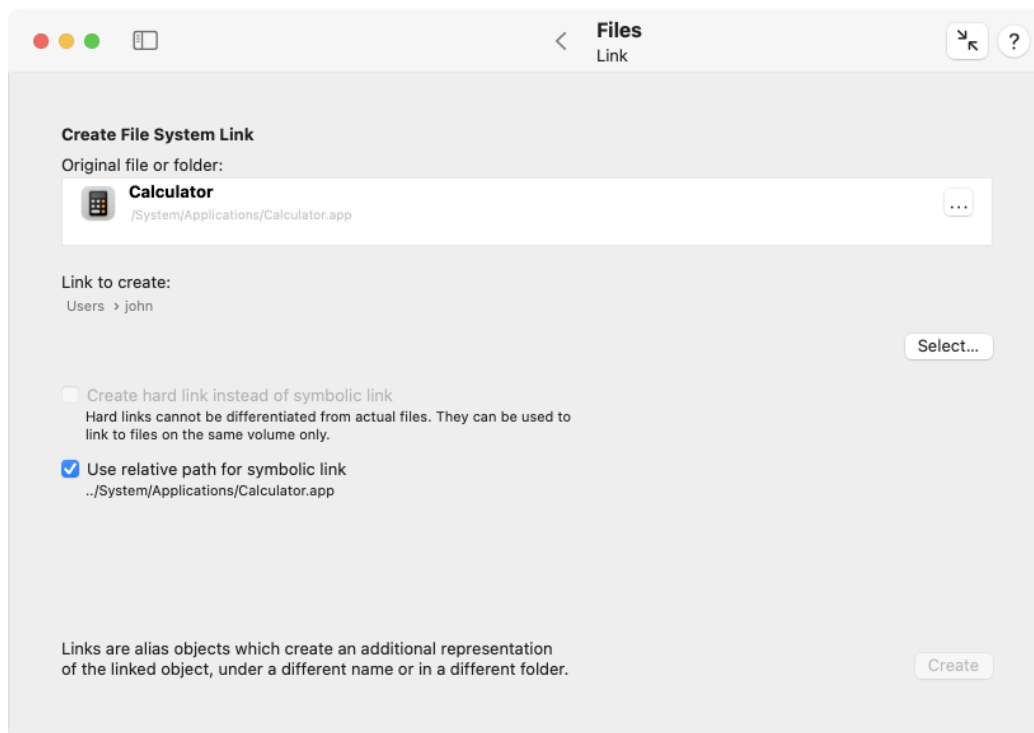 Files
Link
?
Create File System Link
Original file or folder:
Calculator
/System/Applications/Calculator.app
...
Link to create:
Users › john
Select...
Create hard link instead of symbolic link
Hard links cannot be differentiated from actual files. They can be used to
link to files on the same volume only.
Use relative path for symbolic link
../System/Applications/Calculator.app
Links are alias objects which create an additional representation
of the linked object, under a different name or in a different folder.
Create